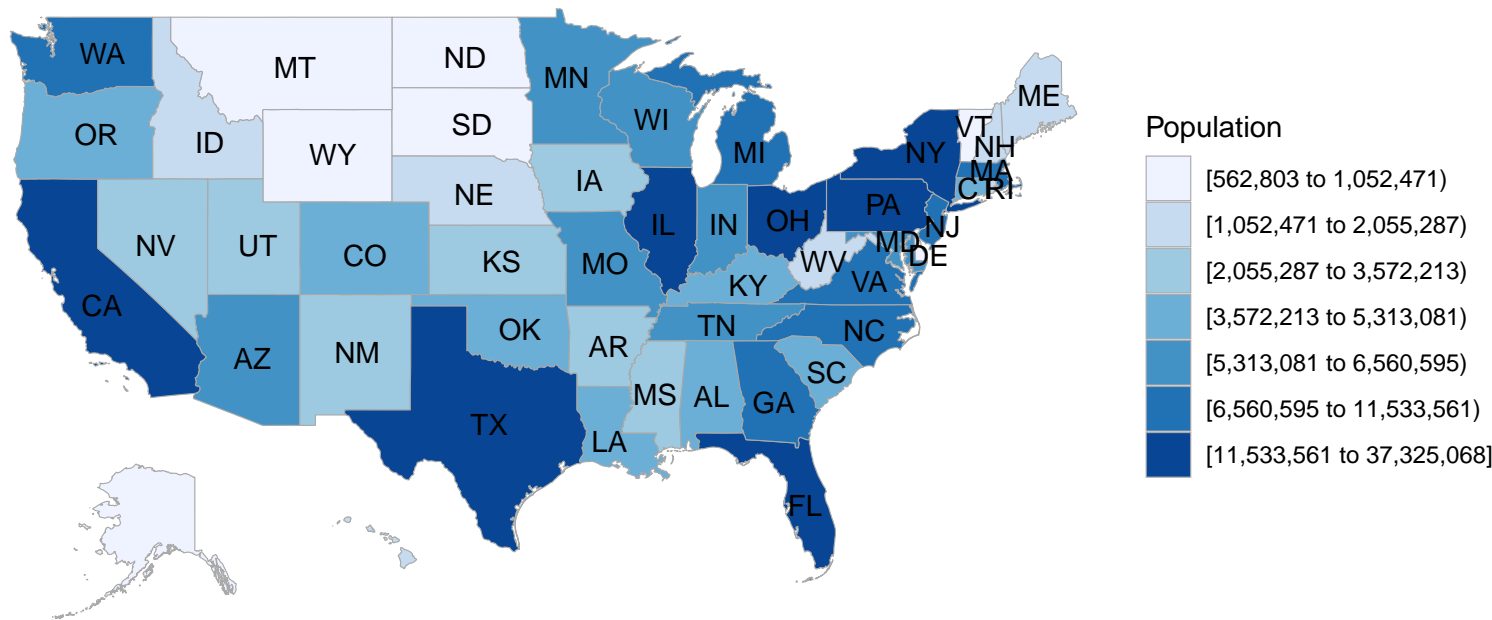 WA
MT
ND
MN
ME
OR
ID
SD
WI
VT
NH
WY
MI
NY
MA
NE
IA
CT
RI
PA
NV
UT
CO
KS
MO
IL
IN
OH
NJ
MD
DE
WV
VA
KY
CA
AZ
NM
OK
AR
TN
NC
SC
TX
LA
MS
AL
GA
FL
Population
[562,803 to 1,052,471)
[1,052,471 to 2,055,287)
[2,055,287 to 3,572,213)
[3,572,213 to 5,313,081)
[5,313,081 to 6,560,595)
[6,560,595 to 11,533,561)
[11,533,561 to 37,325,068]